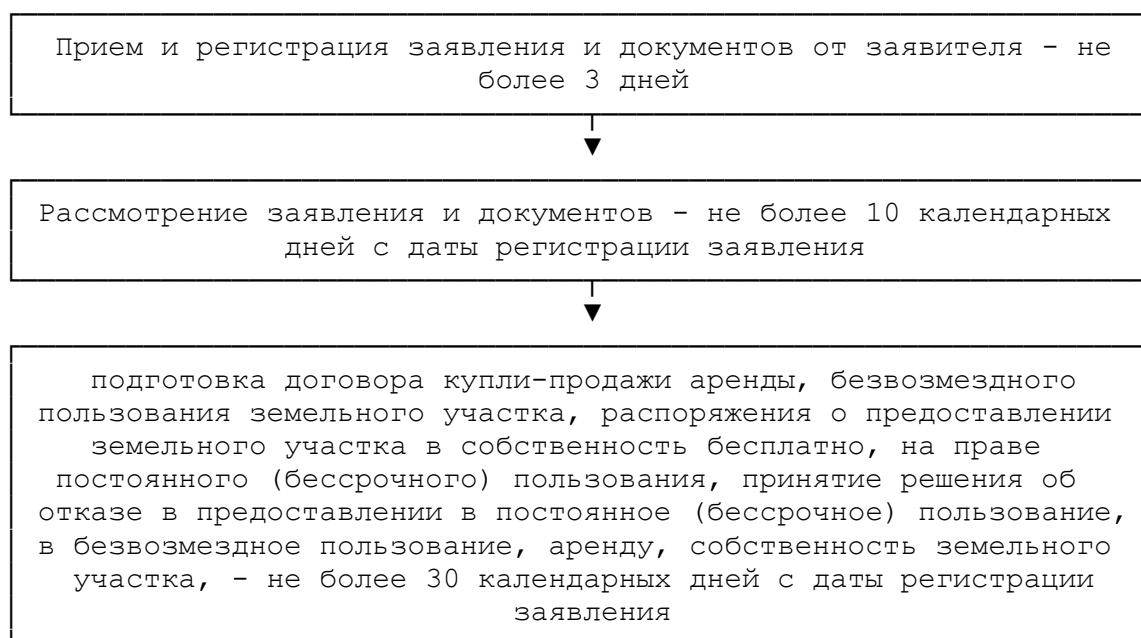 Прием и регистрация заявления и документов от заявителя - не
более 3 дней
Рассмотрение заявления и документов - не более 10 календарных
дней с даты регистрации заявления
подготовка договора купли-продажи аренды, безвозмездного
пользования земельного участка, распоряжения о предоставлении
земельного участка в собственность бесплатно, на праве
постоянного (бессрочного) пользования, принятие решения об
отказе в предоставлении в постоянное (бессрочное) пользование,
в безвозмездное пользование, аренду, собственность земельного
участка, - не более 30 календарных дней с даты регистрации
заявления